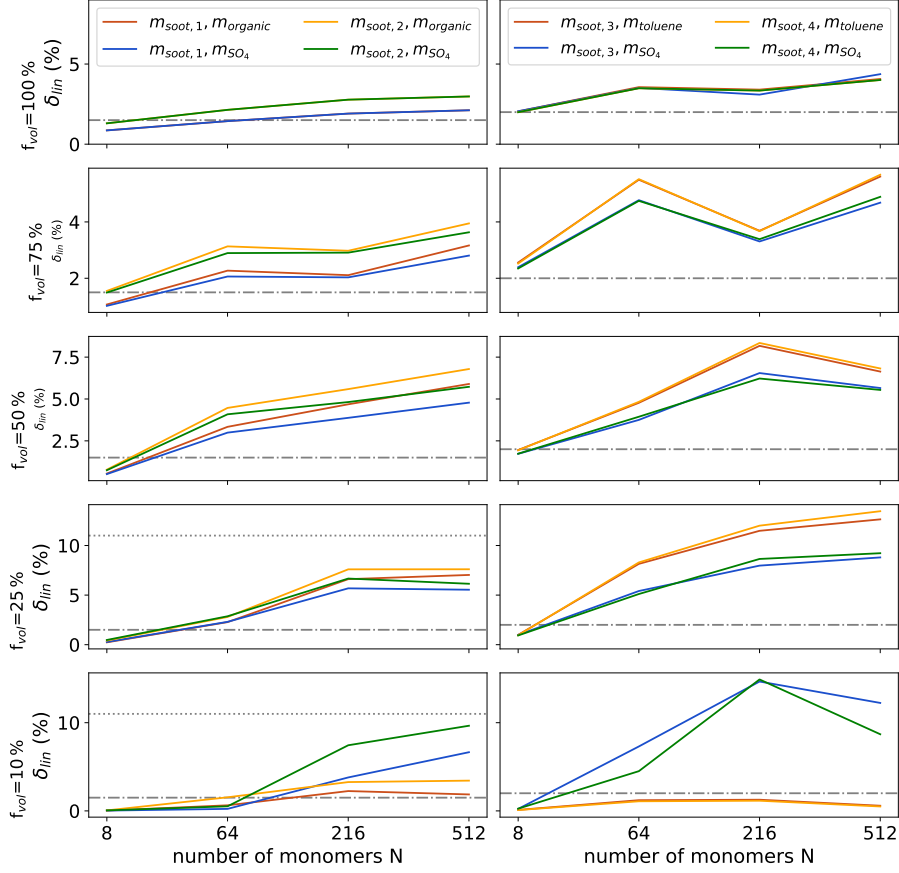 m_soot,1, m_organic
m_soot,2, m_organic
m_soot,1, m_SO4
m_soot,2, m_SO4
m_soot,3, m_toluene
m_soot,4, m_toluene
m_soot,3, m_SO4
m_soot,4, m_SO4
f_vol=100 %
δ_lin (%)
5
0
f_vol=75 %
δ_lin (%)
4
2
f_vol=50 %
δ_lin (%)
7.5
5.0
2.5
f_vol=25 %
δ_lin (%)
10
5
0
f_vol=10 %
δ_lin (%)
10
0
8 64 216 512
8 64 216 512
number of monomers N
number of monomers N